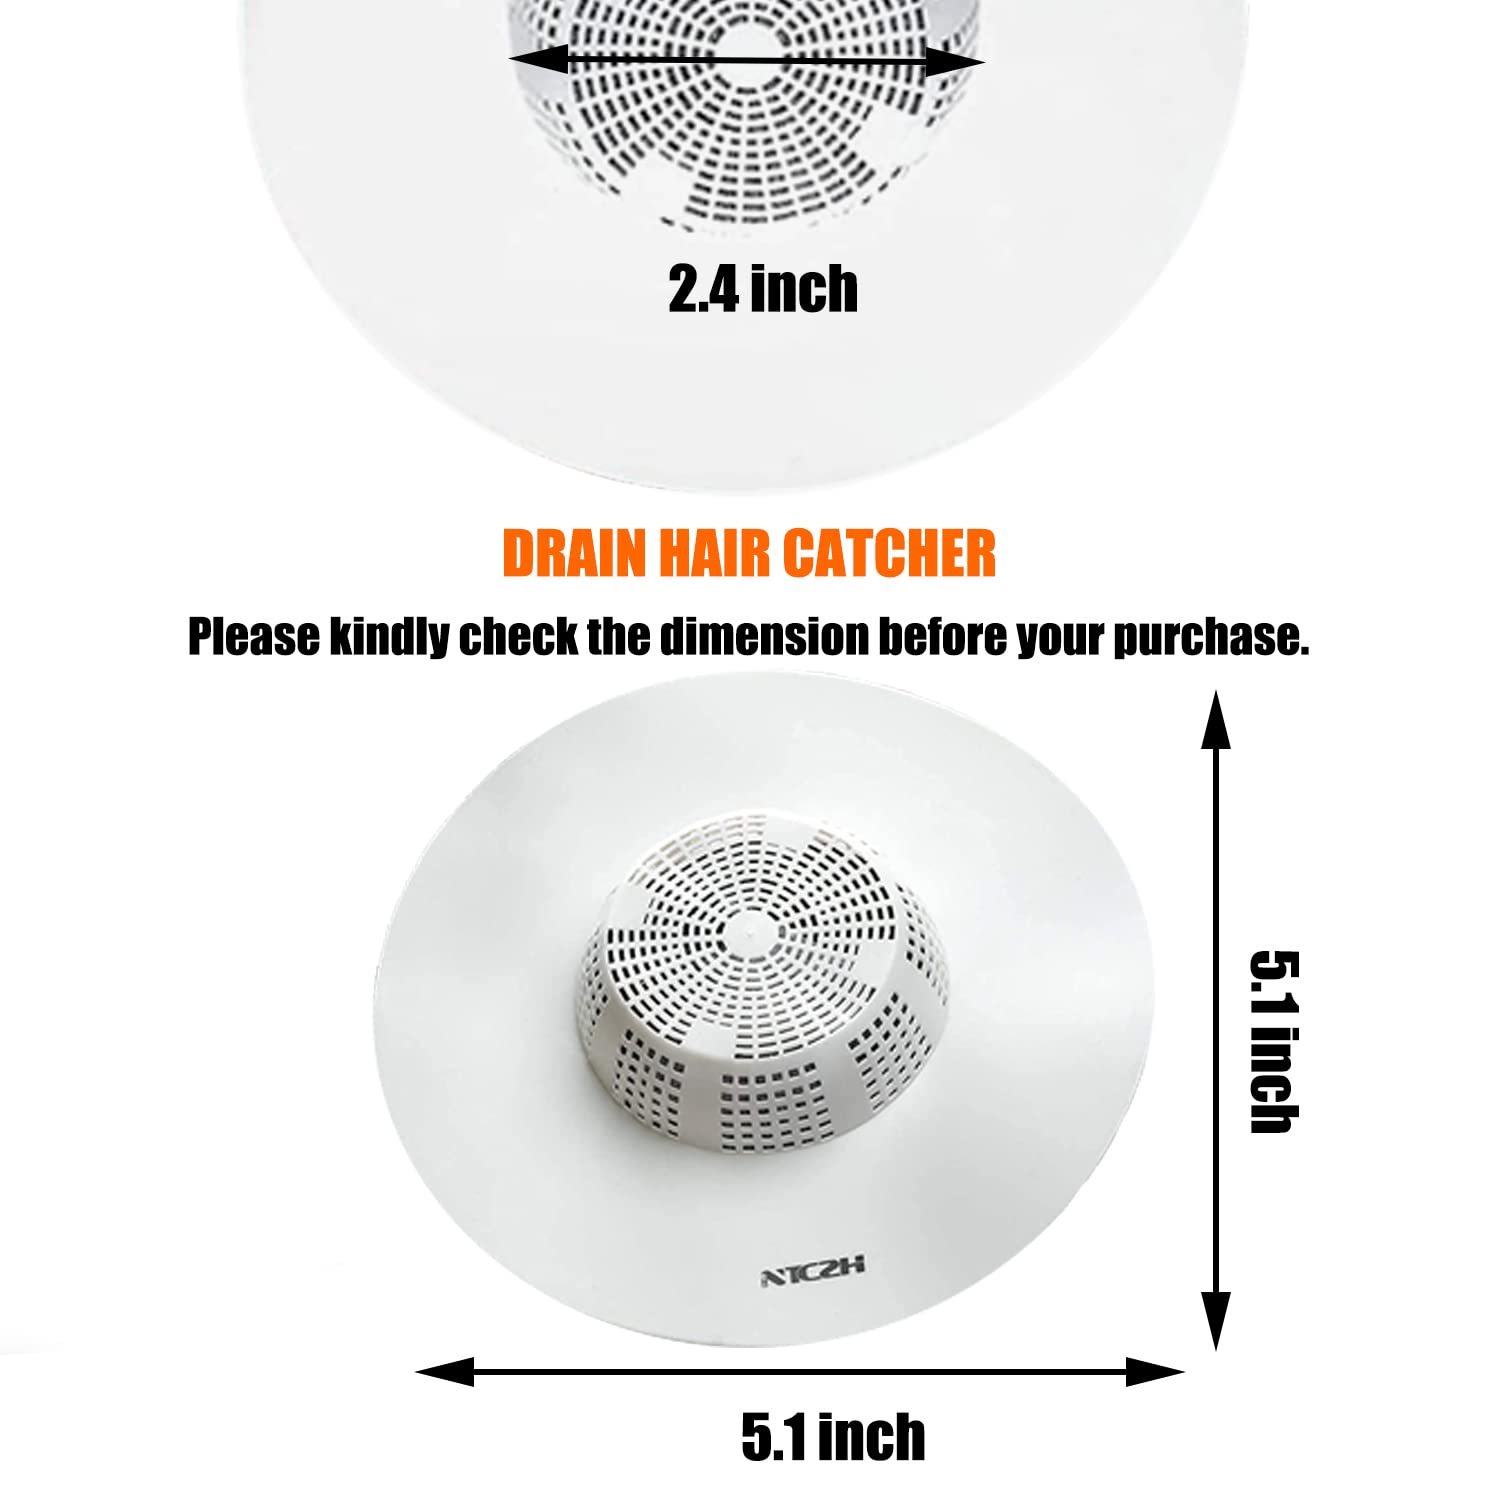 2.4 inch
DRAIN HAIR CATCHER
Please kindly check the dimension before your purchase.
5.1 inch
NTCZH
5.1 inch